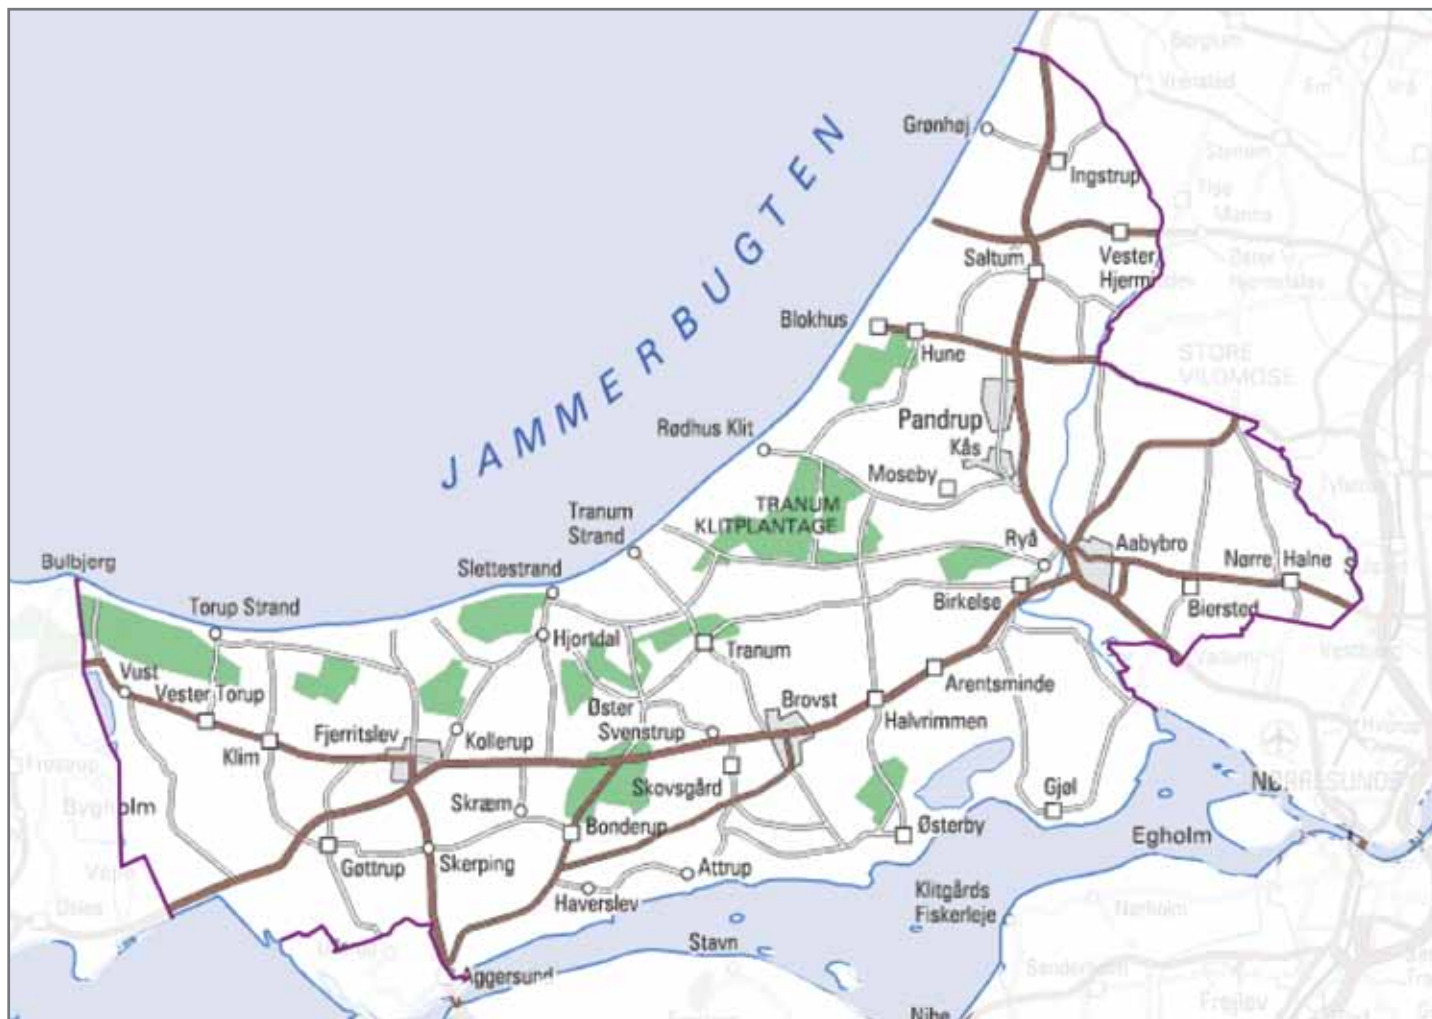 Grønhøj
Ingstrup
Saltum
Vester
Hjerm
Blokhus
Hune
JAMMERBUGTEN
STORE
VILDMOSE
Pandrup
Rødhus Klit
Kås
Moseby
TRANUM
KLITPLANTAGE
Tranum
Strand
Ryå
Aabybro
Nørre Halne
Bulbjerg
Slettestrand
Torup Strand
Birkelse
Biersted
Hjortdal
Tranum
Vust
Vester Torup
Arentsminde
Brovst
Øster
Svenstrup
Halvrimmen
Fjerritslev
Kollerup
Klim
Skovsgård
Gjøl
Skræm
Bygholm
Bonderup
Østerby
Egholm
Gøttrup
Skerping
Attrup
Haverslev
Klitgårds
Fiskerleje
Stavn
Aggersund
Nibe